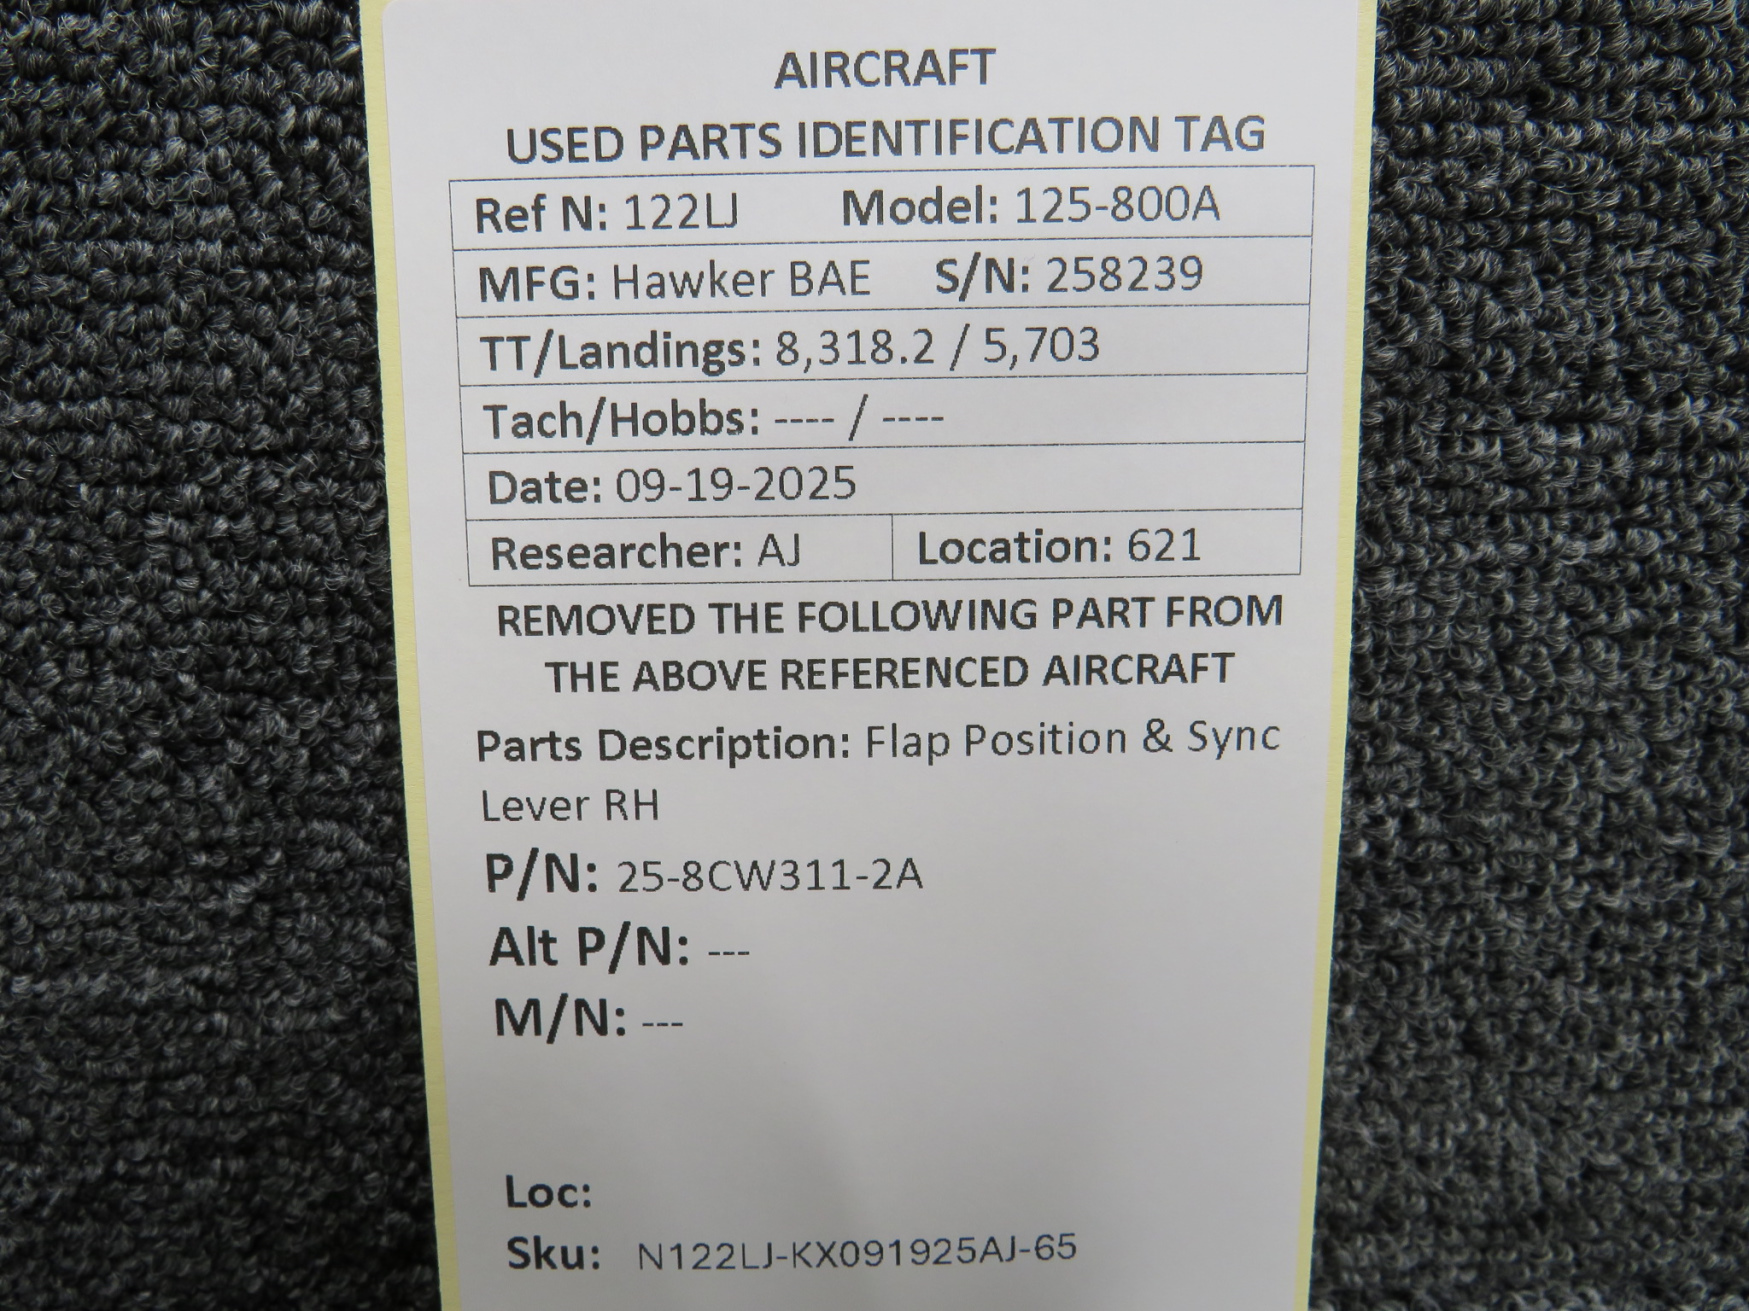 AIRCRAFT
USED PARTS IDENTIFICATION TAG
Ref N: 122LJ Model: 125-800A
MFG: Hawker BAE S/N: 258239
TT/Landings: 8,318.2 / 5,703
Tach/Hobbs: ---- / ----
Date: 09-19-2025
Researcher: AJ Location: 621
REMOVED THE FOLLOWING PART FROM
THE ABOVE REFERENCED AIRCRAFT
Parts Description: Flap Position & Sync
Lever RH
P/N: 25-8CW311-2A
Alt P/N: ---
M/N: ---
Loc:
Sku: N122LJ-KX091925AJ-65